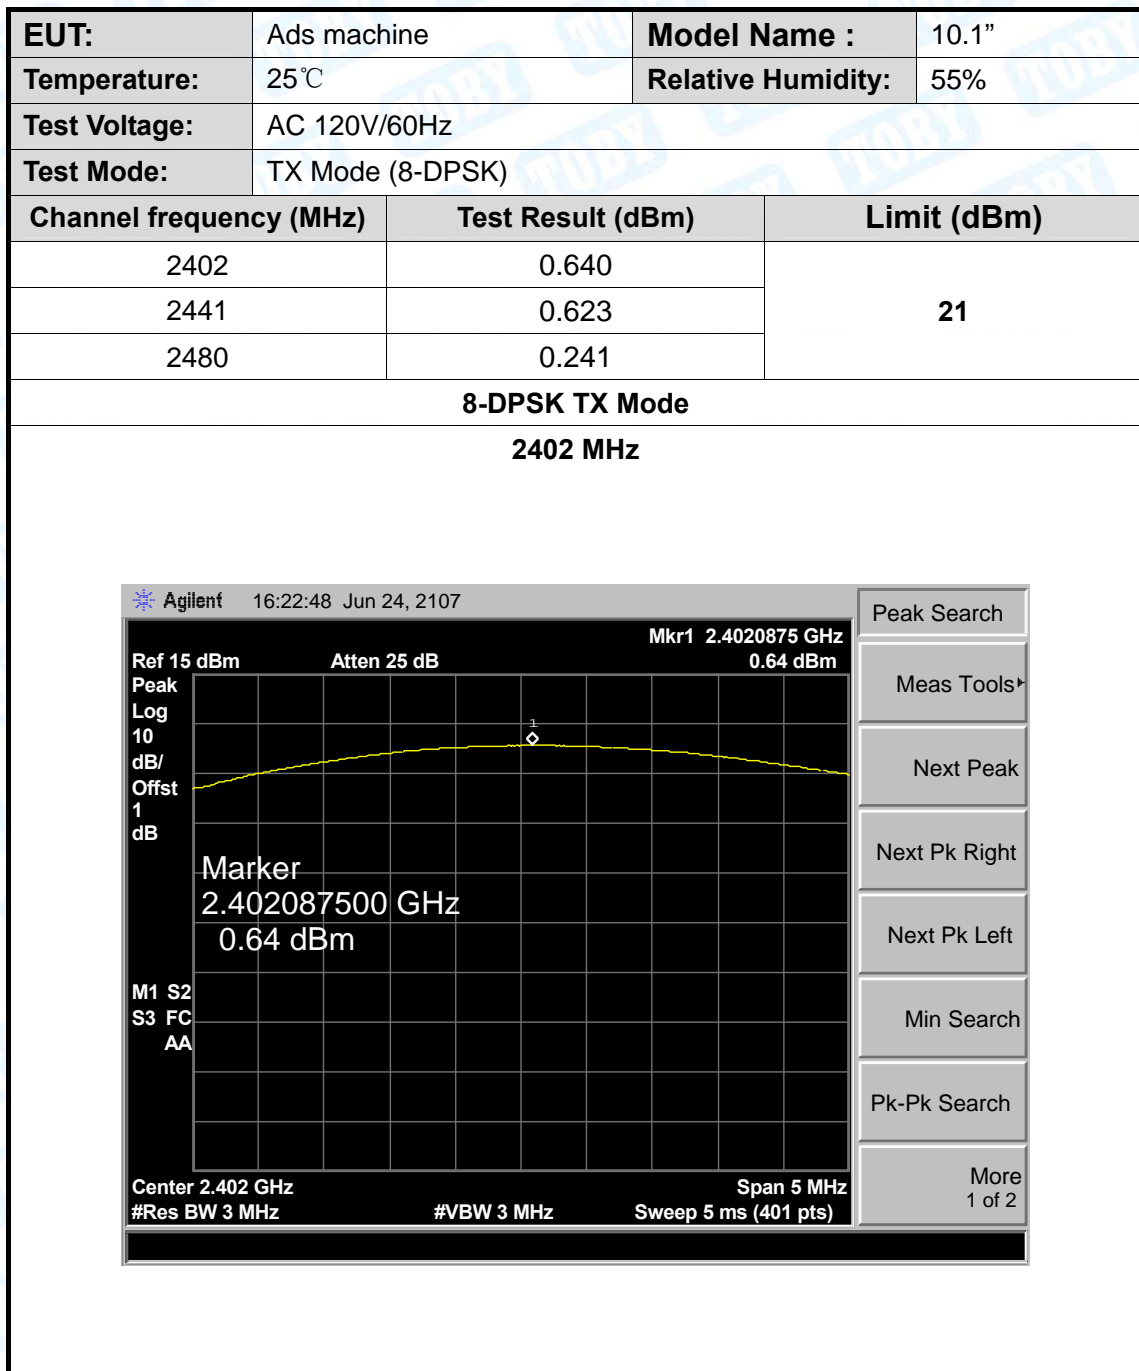 EUT: Ads machine Model Name : 10.1”
Temperature: 25℃ Relative Humidity: 55%
Test Voltage: AC 120V/60Hz
Test Mode: TX Mode (8-DPSK)
Channel frequency (MHz) Test Result (dBm) Limit (dBm)
2402 0.640
2441 0.623 21
2480 0.241
8-DPSK TX Mode
2402 MHz
Agilent 16:22:48 Jun 24, 2107
Peak Search
Mkr1 2.4020875 GHz
Ref 15 dBm Atten 25 dB 0.64 dBm
Peak
Log
10
dB/
Offst
1
dB
1
Marker
2.402087500 GHz
0.64 dBm
M1 S2
S3 FC
AA
Center 2.402 GHz Span 5 MHz
#Res BW 3 MHz #VBW 3 MHz Sweep 5 ms (401 pts)
Meas Tools
Next Peak
Next Pk Right
Next Pk Left
Min Search
Pk-Pk Search
More
1 of 2
TOBY